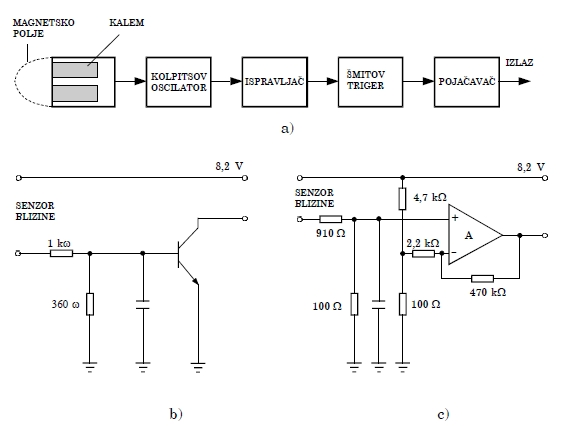 MAGNETSKO
POLJE
KALEM
IZLAZ
KOLPITSOV
OSCILATOR
ISPRAVLJAČ
ŠMITOV
TRIGER
POJAČAVAČ
a)
8,2 V
SENZOR
BLIZINE
1 kω
360 ω
b)
8,2 V
SENZOR
BLIZINE
4,7 kΩ
910 Ω
2,2 kΩ
+
A
−
470 kΩ
100 Ω
100 Ω
c)